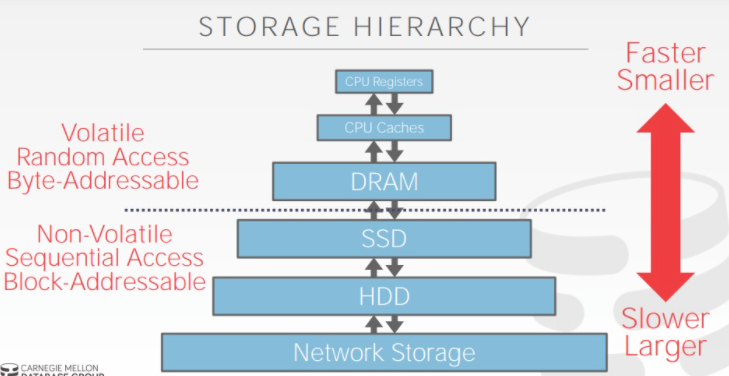 STORAGE HIERARCHY
Faster
Smaller
CPU Registers
CPU Caches
Volatile
Random Access
Byte-Addressable
DRAM
Non-Volatile
Sequential Access
Block-Addressable
SSD
HDD
Slower
Larger
Network Storage
CARNEGIE MELLON
DATABASE GROUP